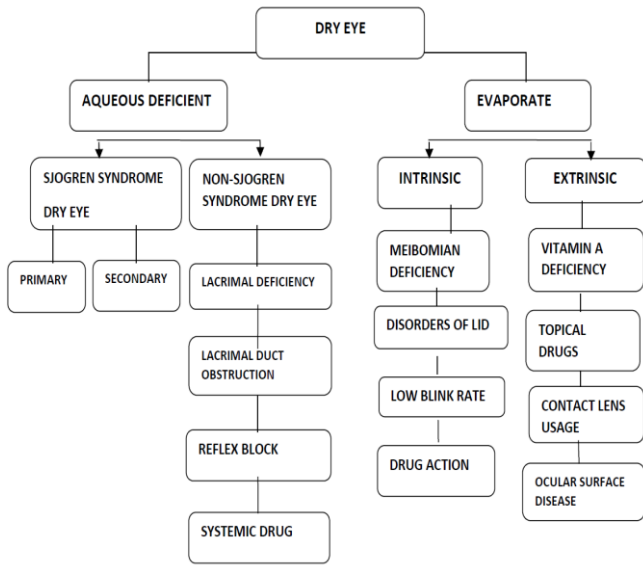 DRY EYE
AQUEOUS DEFICIENT
EVAPORATE
SJOGREN SYNDROME
DRY EYE
NON-SJOGREN
SYNDROME DRY EYE
INTRINSIC
EXTRINSIC
PRIMARY
SECONDARY
LACRIMAL DEFICIENCY
MEIBOMIAN
DEFICIENCY
VITAMIN A
DEFICIENCY
LACRIMAL DUCT
OBSTRUCTION
DISORDERS OF LID
TOPICAL
DRUGS
REFLEX BLOCK
LOW BLINK RATE
CONTACT LENS
USAGE
SYSTEMIC DRUG
DRUG ACTION
OCULAR SURFACE
DISEASE